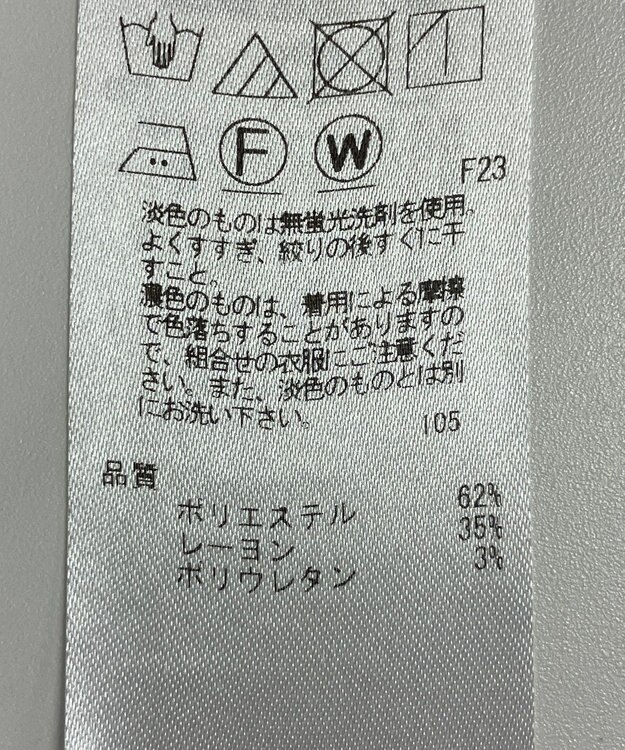 F W
F23
淡色のものは無蛍光洗剤を使用。
よくすすぎ、絞りの後すぐに干
すこと。
濃色のものは、着用による摩擦
で色落ちすることがありますの
で、組合せの衣服にご注意くだ
さい。また、淡色のものとは別
にお洗い下さい。
105
品質
ポリエステル 62%
レーヨン 35%
ポリウレタン 3%